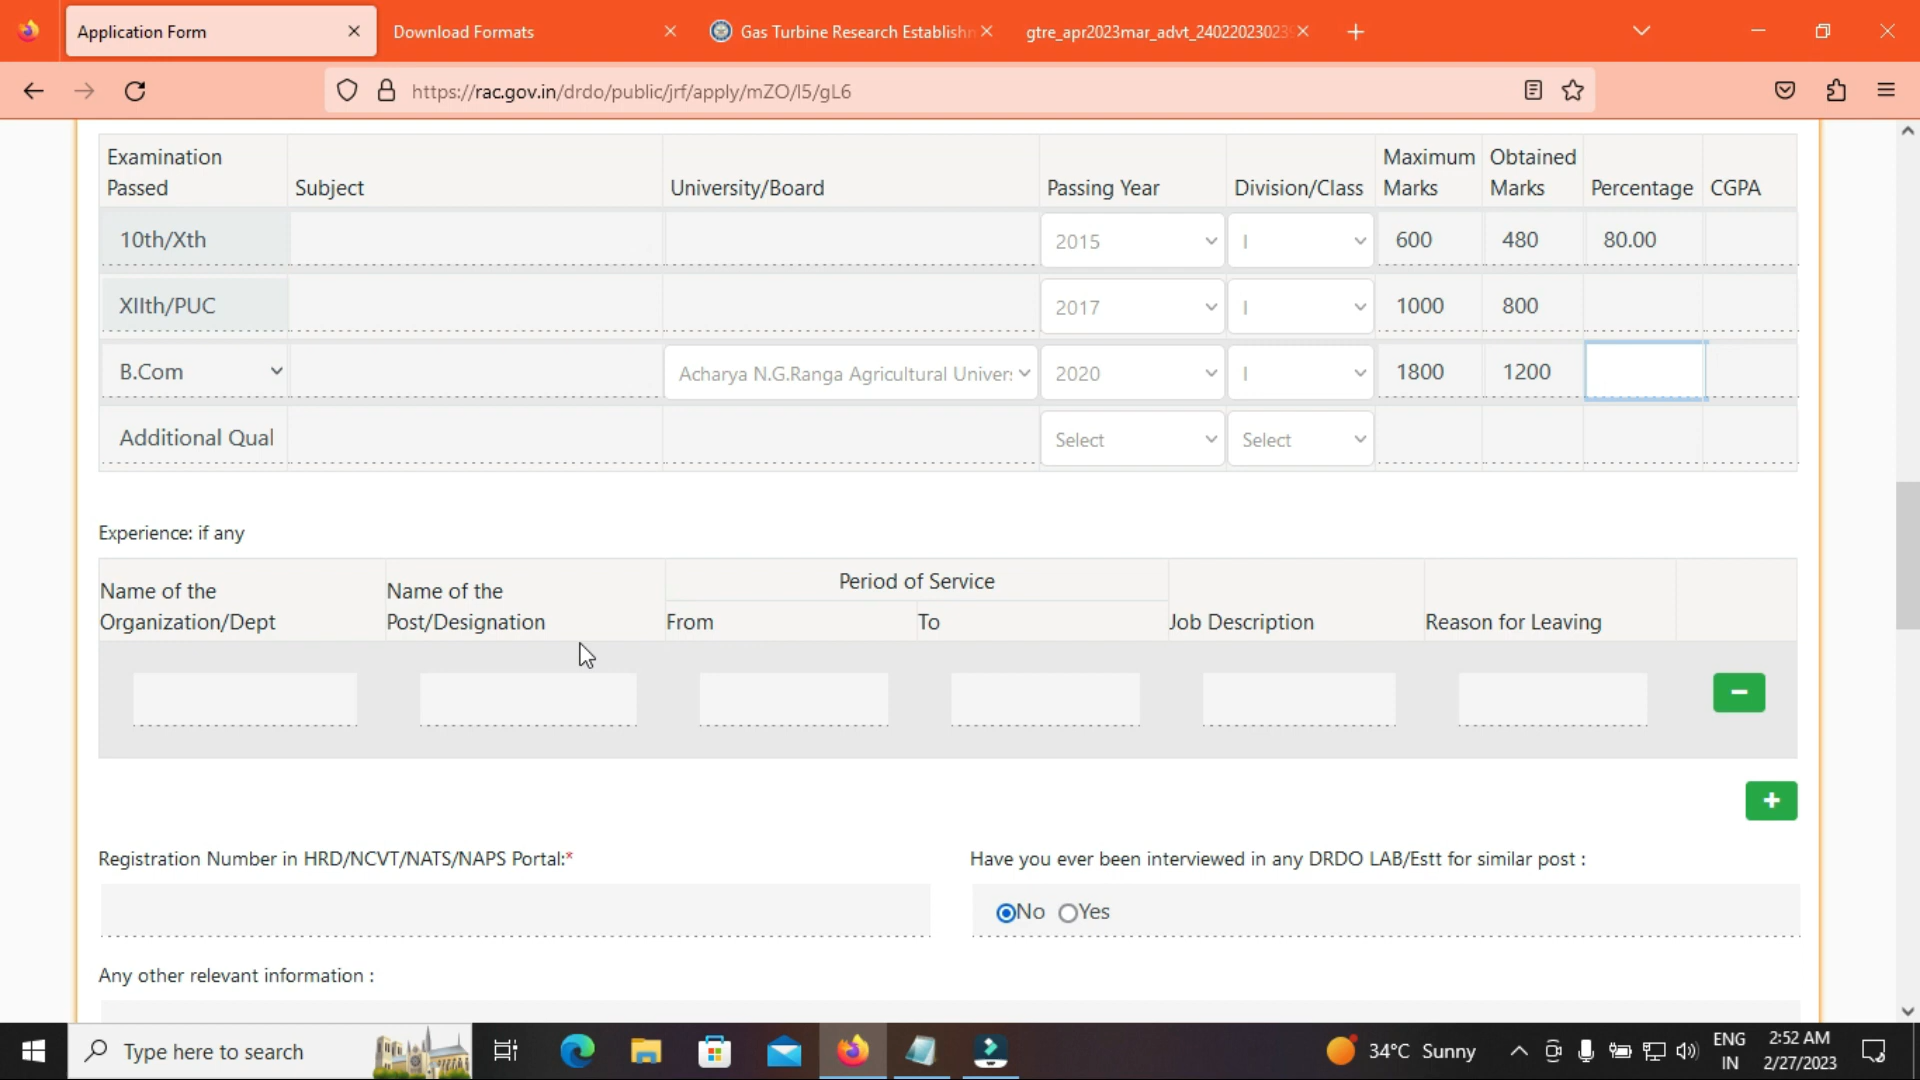 Application Form
Download Formats
Gas Turbine Research Establishm
gtre_apr2023mar_advt_2402202302
https://rac.gov.in/drdo/public/jrf/apply/mZO/l5/gL6
Examination Passed Subject University/Board Passing Year Division/Class Maximum Marks Obtained Marks Percentage CGPA
10th/Xth 2015 I 600 480 80.00
XIIth/PUC 2017 I 1000 800
B.Com Acharya N.G.Ranga Agricultural Univer: 2020 I 1800 1200
Additional Qual Select Select
Experience: if any
Name of the Organization/Dept Name of the Post/Designation Period of Service From To Job Description Reason for Leaving
Registration Number in HRD/NCVT/NATS/NAPS Portal:*
Have you ever been interviewed in any DRDO LAB/Estt for similar post :
No Yes
Any other relevant information :
Type here to search
34°C Sunny
ENG
IN
2:52 AM
2/27/2023